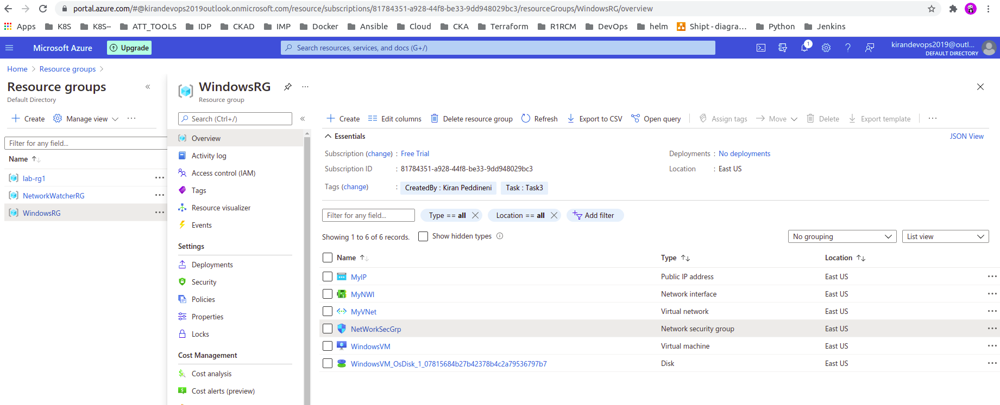 portal.azure.com/#@kirandevops2019outlook.onmicrosoft.com/resource/subscriptions/81784351-a928-44f8-be33-9dd948029bc3/resourceGroups/WindowsRG/overview
Apps K8S K8S-- ATT_TOOLS IDP CKAD IMP Docker Ansible Cloud CKA Terraform R1RCM DevOps helm Shipt - diagra... Python Jenkins
Microsoft Azure Upgrade Search resources, services, and docs (G+/) 1 kirandevops2019@outl...
DEFAULT DIRECTORY
Home > Resource groups >
Resource groups «
Default Directory
+ Create Manage view ...
Filter for any field...
Name ↑↓
lab-rg1 ...
NetworkWatcherRG ...
WindowsRG ...
WindowsRG ...
Resource group
Search (Ctrl+/) «
Overview
Activity log
Access control (IAM)
Tags
Resource visualizer
Events
Settings
Deployments
Security
Policies
Properties
Locks
Cost Management
Cost analysis
Cost alerts (preview)
+ Create Edit columns Delete resource group Refresh Export to CSV Open query Assign tags Move Delete Export template ...
Essentials JSON View
Subscription (change) : Free Trial Deployments : No deployments
Subscription ID : 81784351-a928-44f8-be33-9dd948029bc3 Location : East US
Tags (change) : CreatedBy : Kiran Peddineni Task : Task3
Filter for any field... Type == all Location == all Add filter
Showing 1 to 6 of 6 records. Show hidden types No grouping List view
Name ↑↓ Type ↑↓ Location ↑↓
MyIP Public IP address East US ...
MyNWI Network interface East US ...
MyVNet Virtual network East US ...
NetWorkSecGrp Network security group East US ...
WindowsVM Virtual machine East US ...
WindowsVM_OsDisk_1_07815684b27b42378b4c2a79536797b7 Disk East US ...